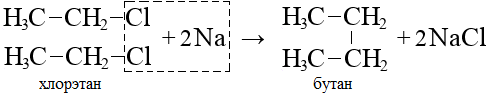 H₃C–CH₂–Cl H₃C–CH₂
+ 2Na → + 2NaCl
H₃C–CH₂–Cl H₃C–CH₂
хлорэтан бутан